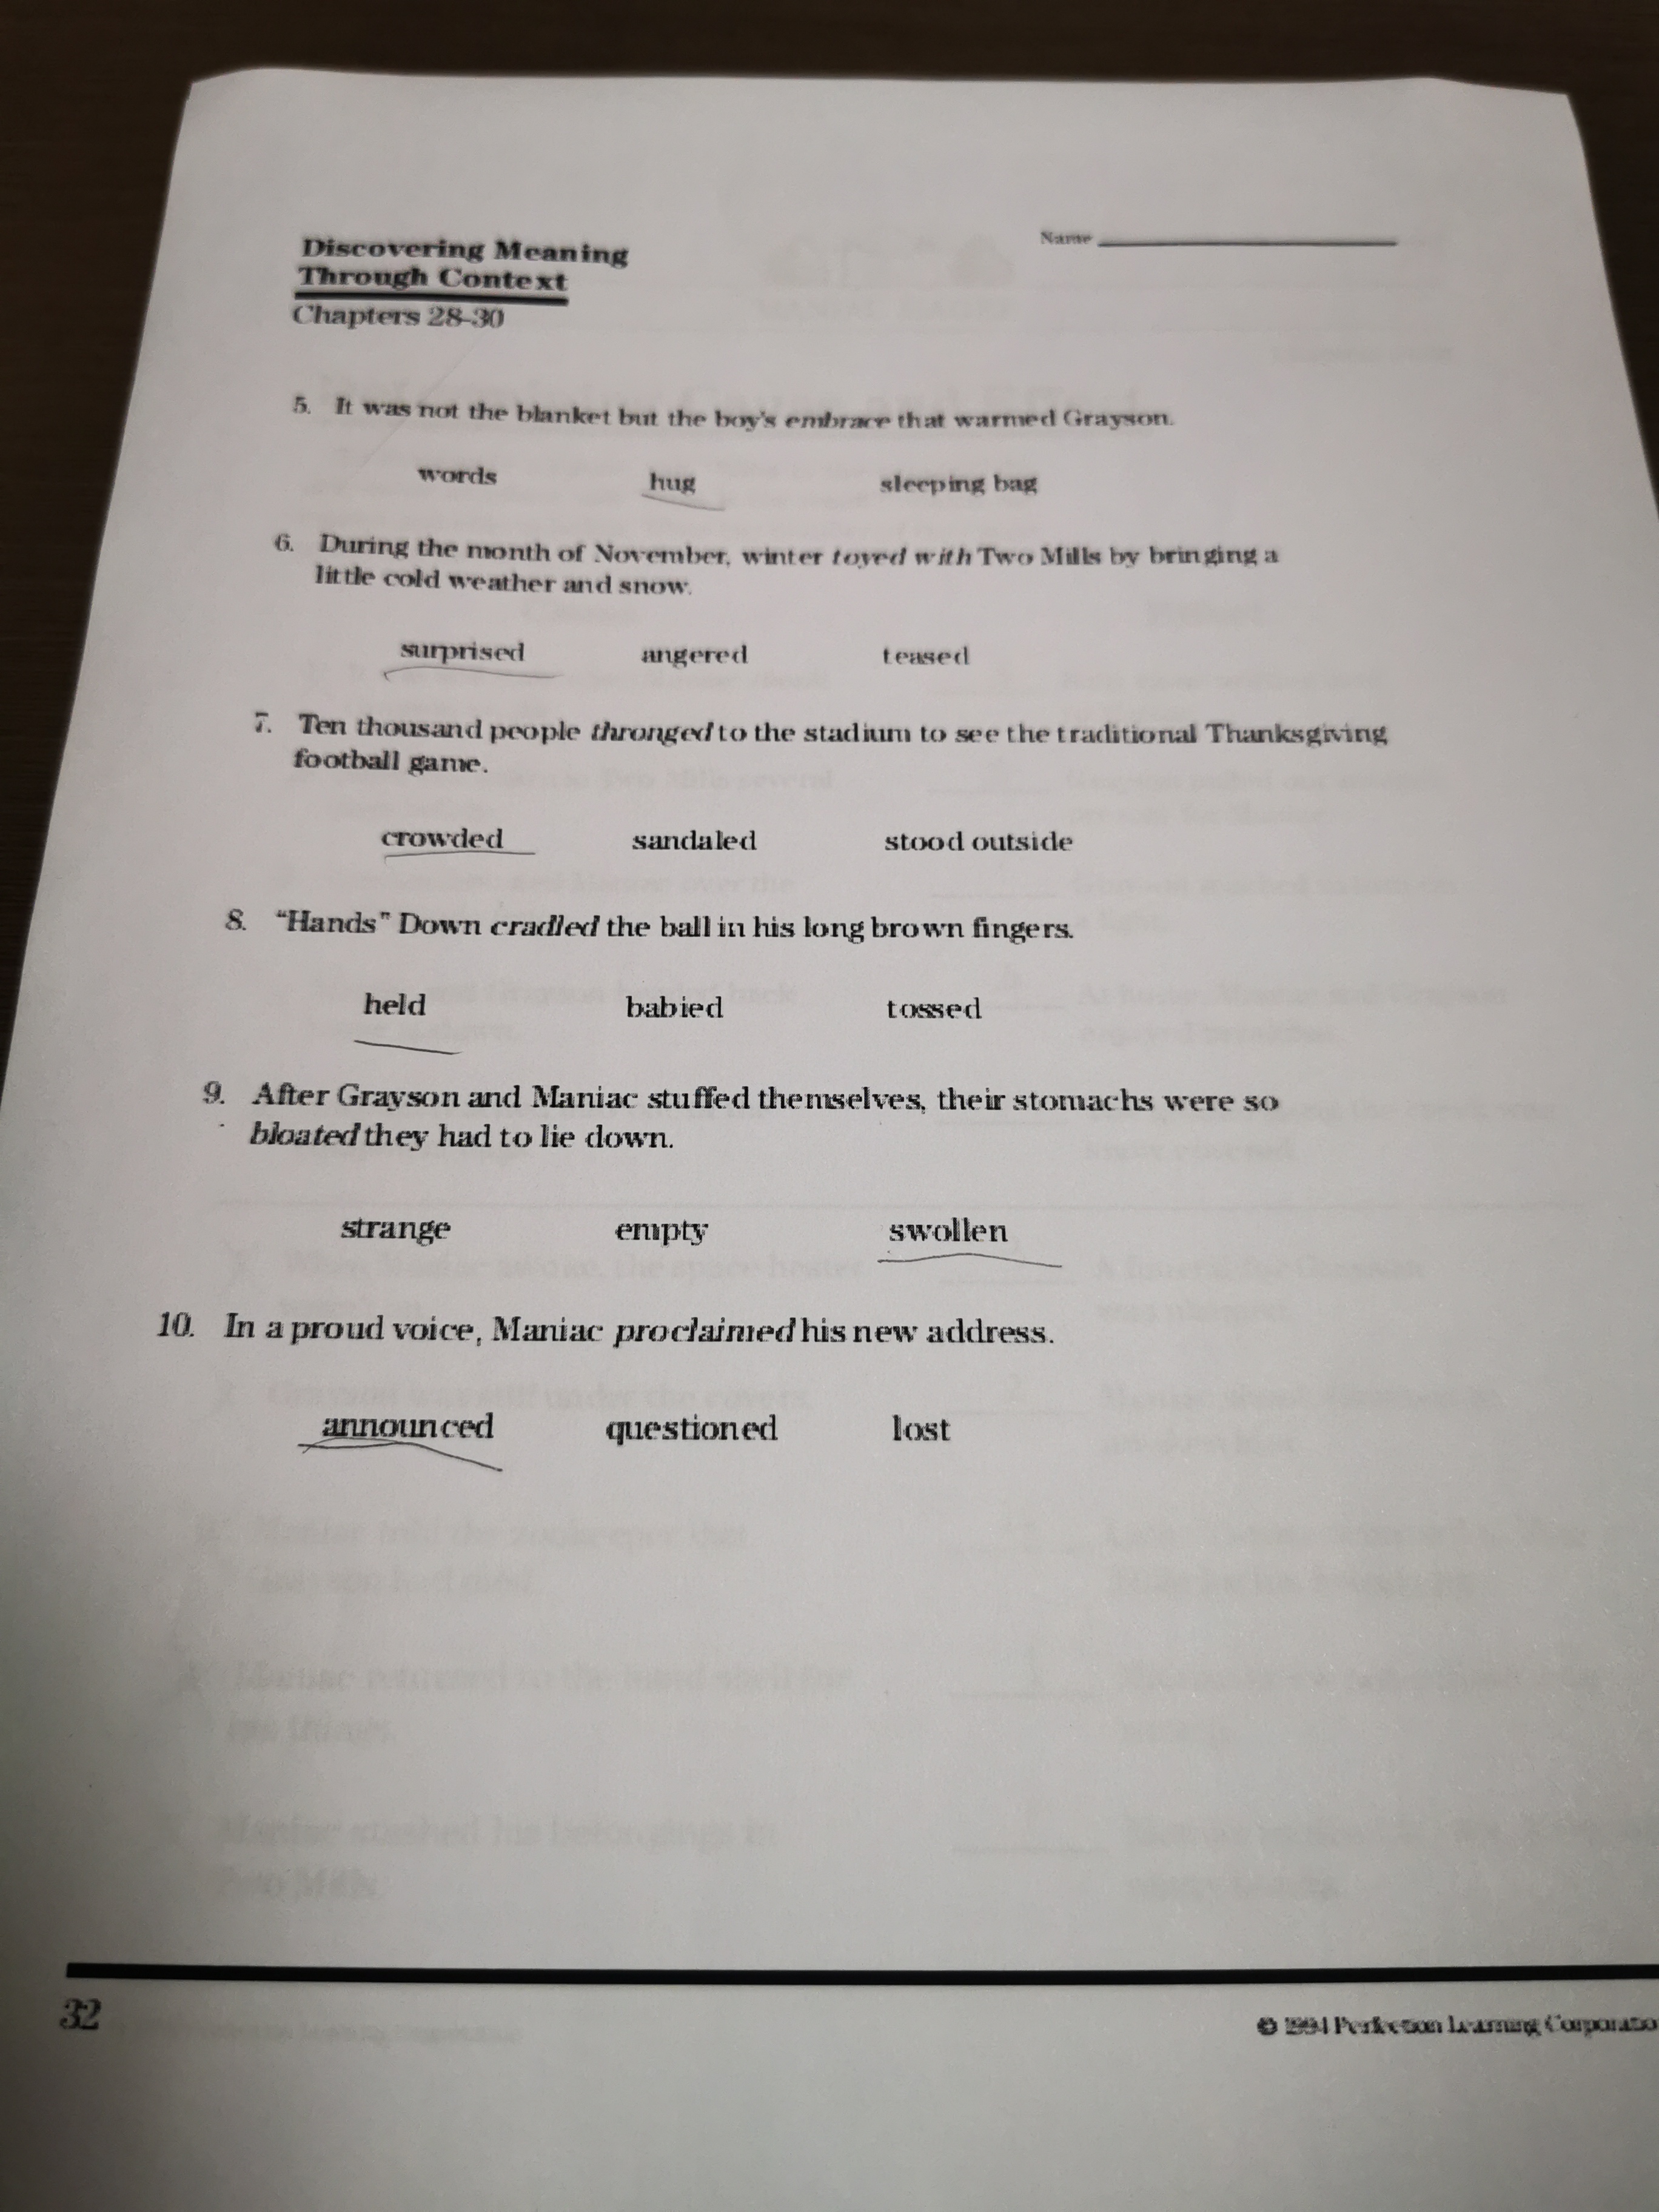 Discovering Meaning
Through Context
Chapters 28-30
Name
5. It was not the blanket but the boy's embrace that warmed Grayson.
words hug sleeping bag
6. During the month of November, winter toyed with Two Mills by bringing a
little cold weather and snow.
surprised angered teased
7. Ten thousand people thronged to the stadium to see the traditional Thanksgiving
football game.
crowded sandaled stood outside
8. “Hands” Down cradled the ball in his long brown fingers.
held babied tossed
9. After Grayson and Maniac stuffed themselves, their stomachs were so
bloated they had to lie down.
strange empty swollen
10. In a proud voice, Maniac proclaimed his new address.
announced questioned lost
32
© 1994 Perfection Learning Corporatio